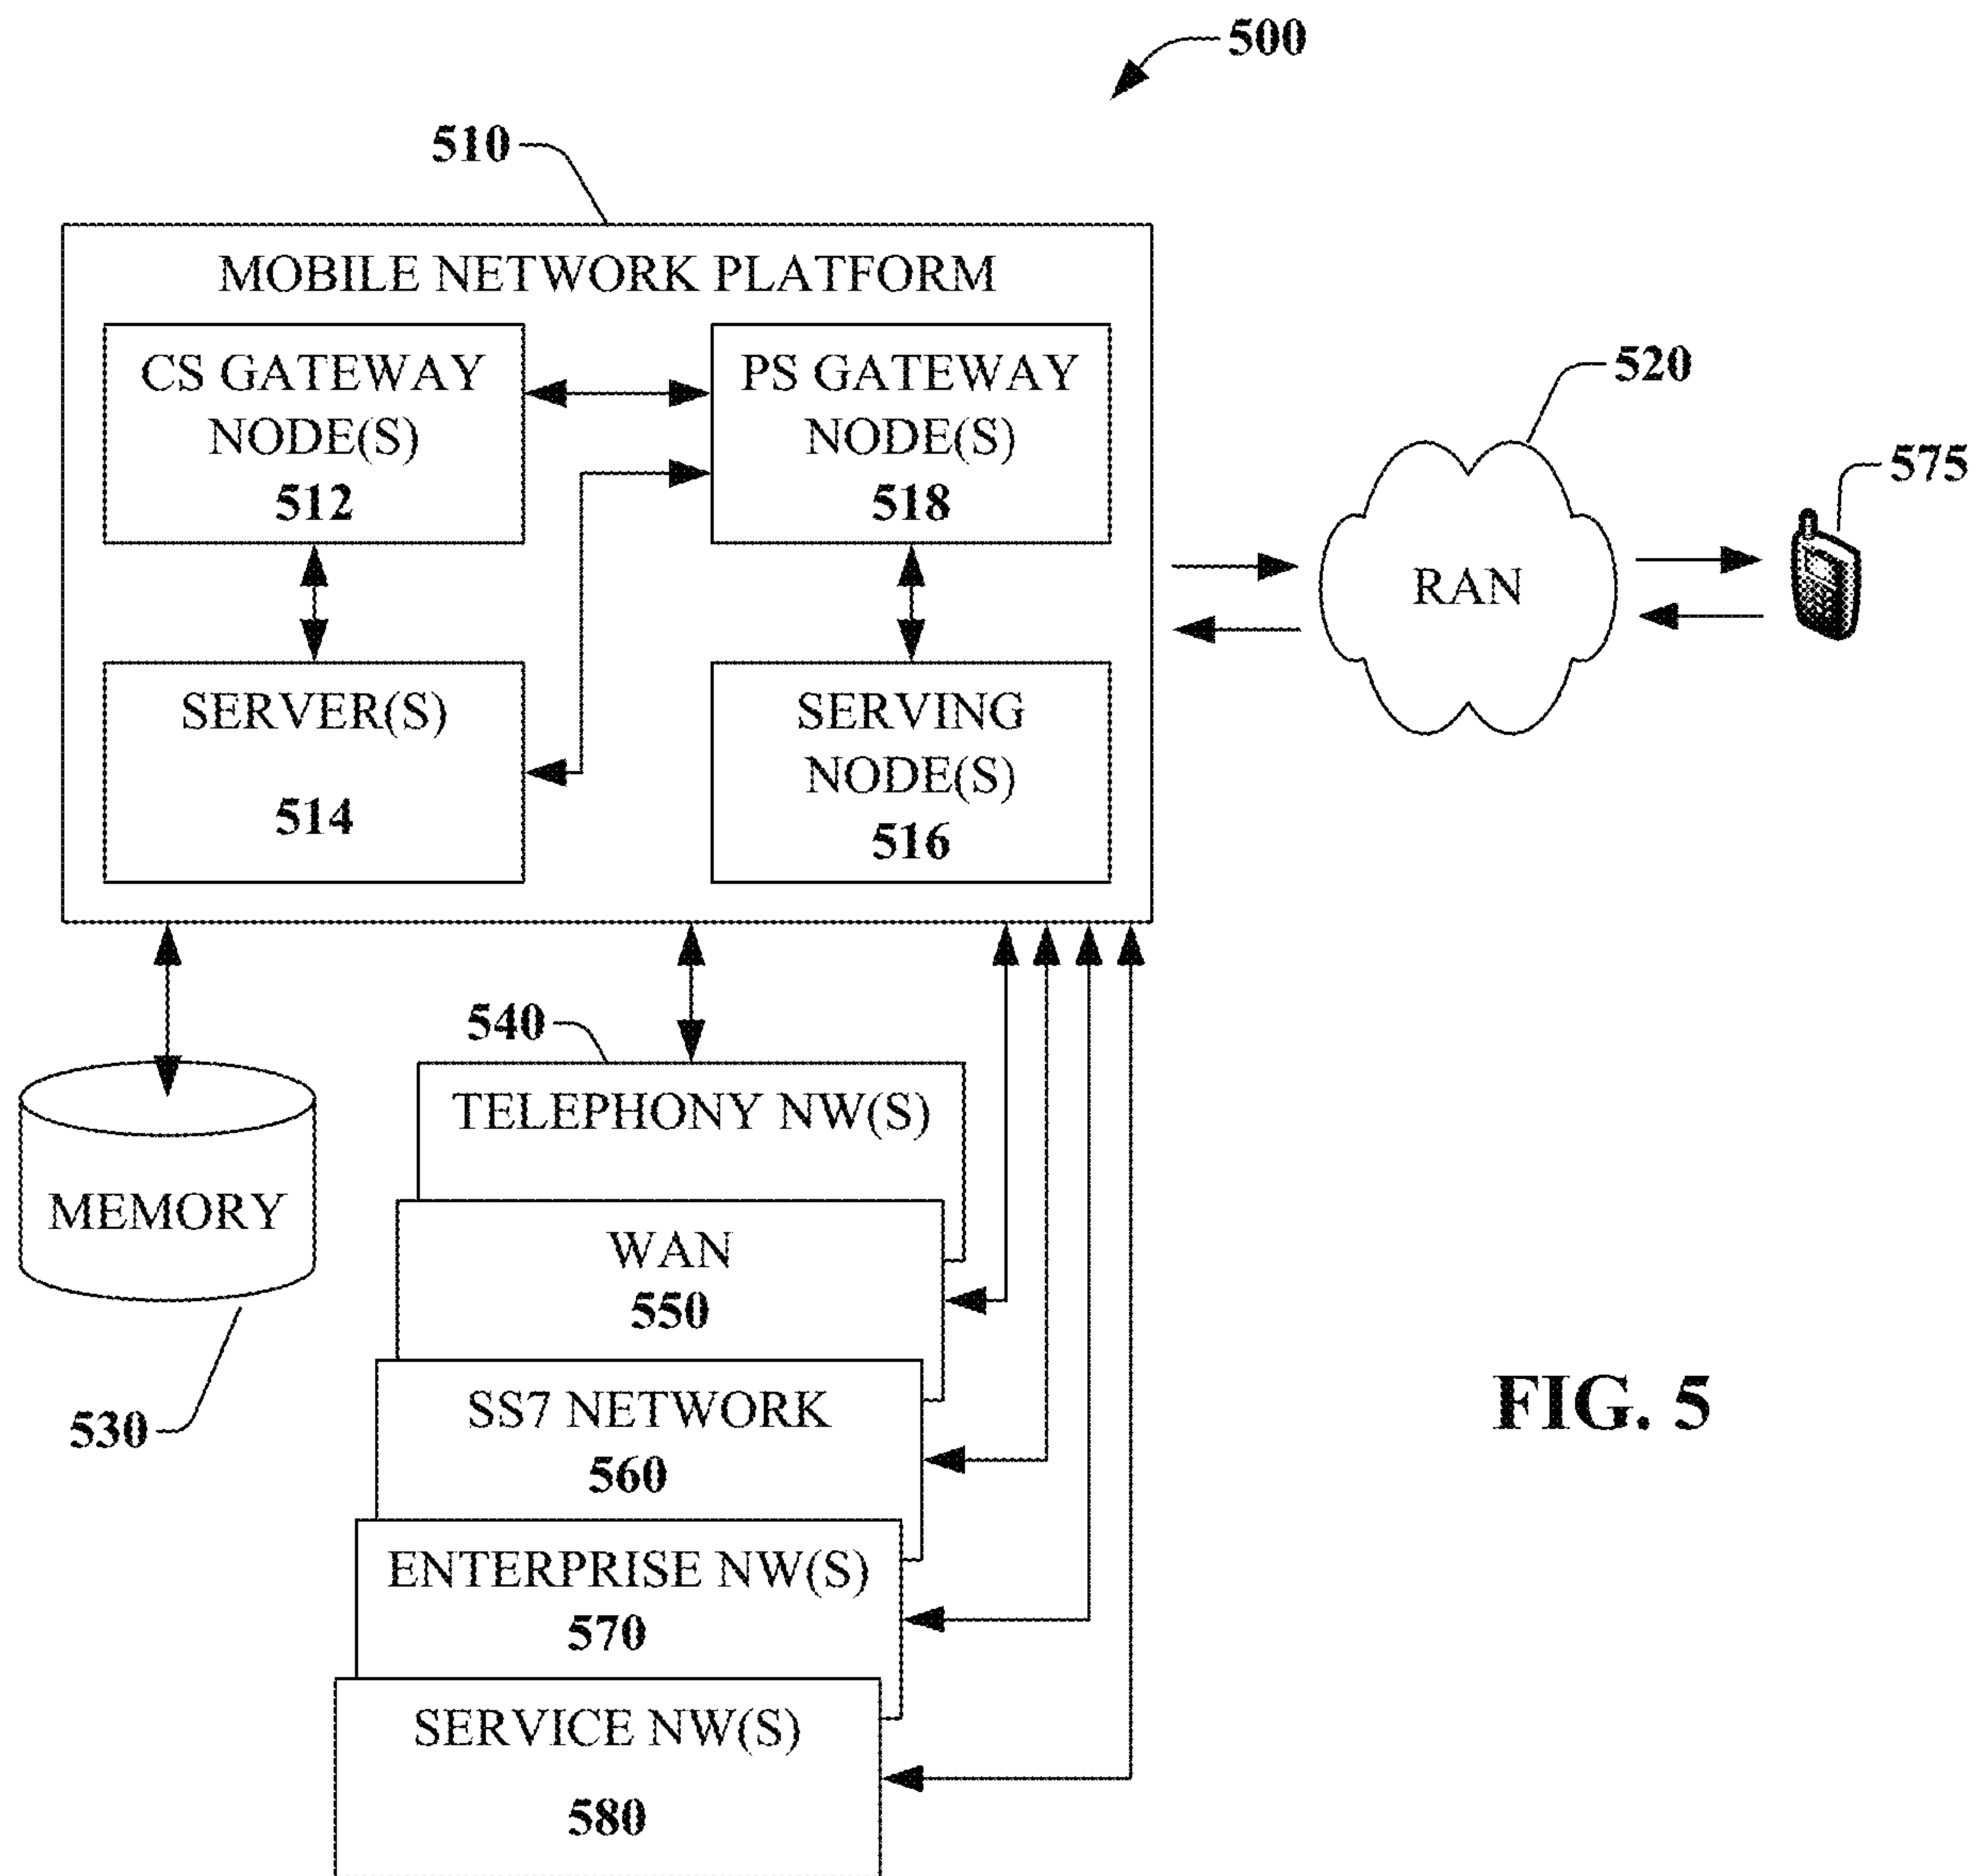 500
510
MOBILE NETWORK PLATFORM
CS GATEWAY
NODE(S)
512
PS GATEWAY
NODE(S)
518
SERVER(S)
514
SERVING
NODE(S)
516
520
RAN
575
540
TELEPHONY NW(S)
MEMORY
530
WAN
550
SS7 NETWORK
560
ENTERPRISE NW(S)
570
SERVICE NW(S)
580
FIG. 5